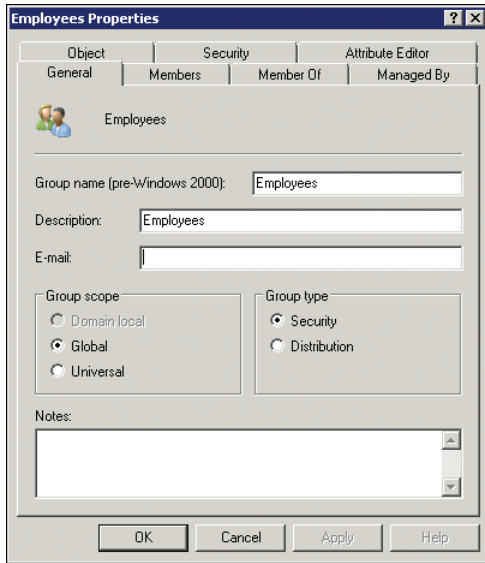 Employees Properties
Object Security Attribute Editor
General Members Member Of Managed By
Employees
Group name (pre-Windows 2000): Employees
Description: Employees
E-mail:
Group scope Group type
Domain local Security
Global Distribution
Universal
Notes:
OK Cancel Apply Help